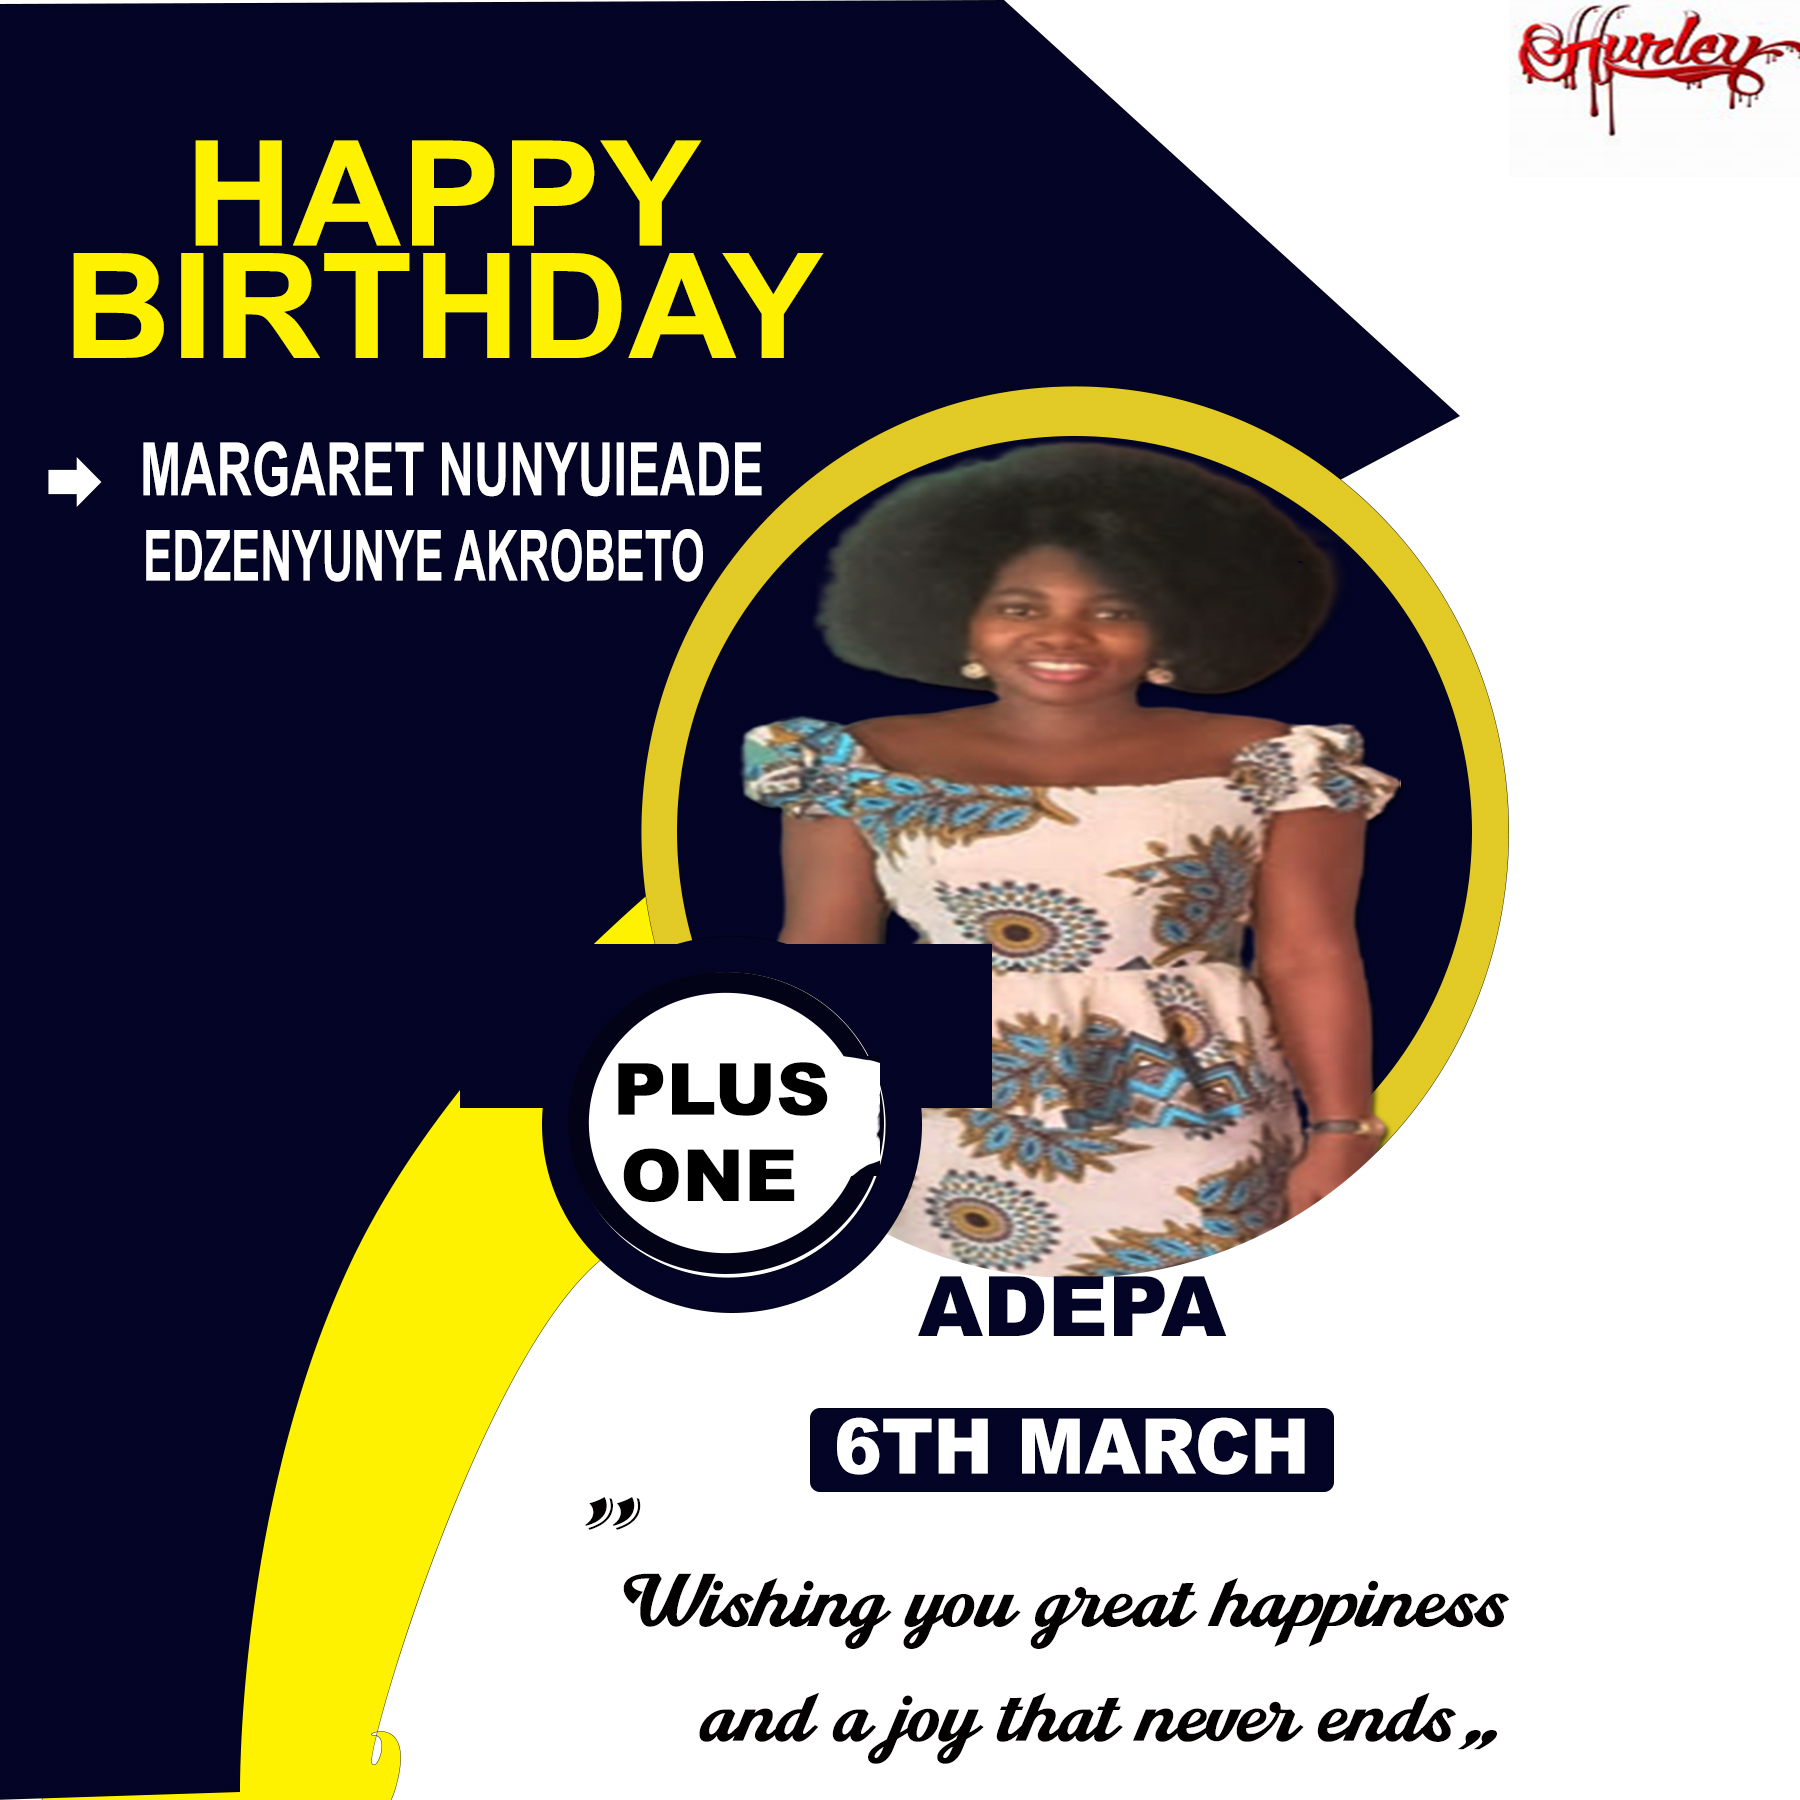 Hurley
HAPPY
BIRTHDAY
MARGARET NUNYUIEADE
EDZENYUNYE AKROBETO
PLUS
ONE
ADEPA
6TH MARCH
”
Wishing you great happiness
and a joy that never ends„